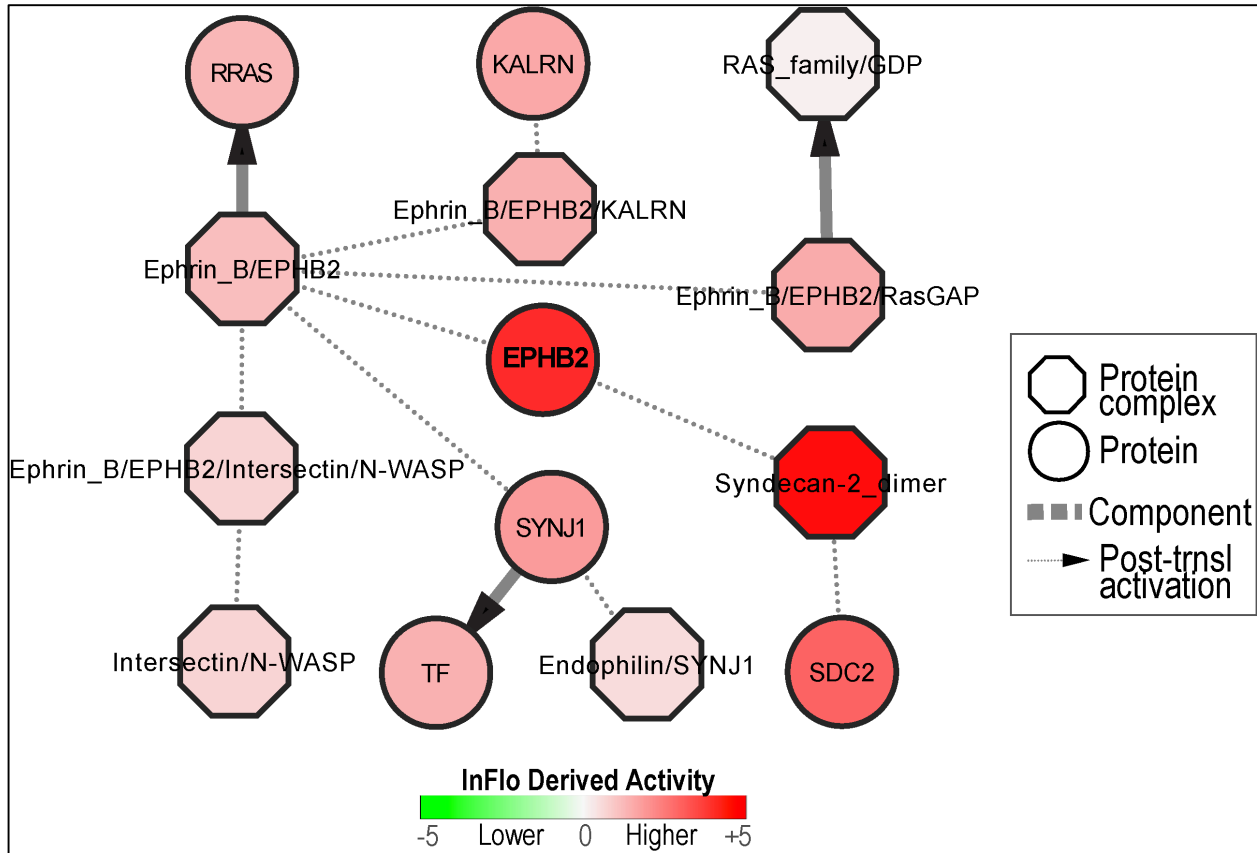 RRAS
KALRN
RAS_family/GDP
Ephrin_B/EPHB2/KALRN
Ephrin_B/EPHB2
Ephrin_B/EPHB2/RasGAP
EPHB2
Ephrin_B/EPHB2/Intersectin/N-WASP
Syndecan-2_dimer
SYNJ1
Intersectin/N-WASP
TF
Endophilin/SYNJ1
SDC2
Protein
complex
Protein
Component
Post-trnsl
activation
InFlo Derived Activity
-5 Lower 0 Higher +5